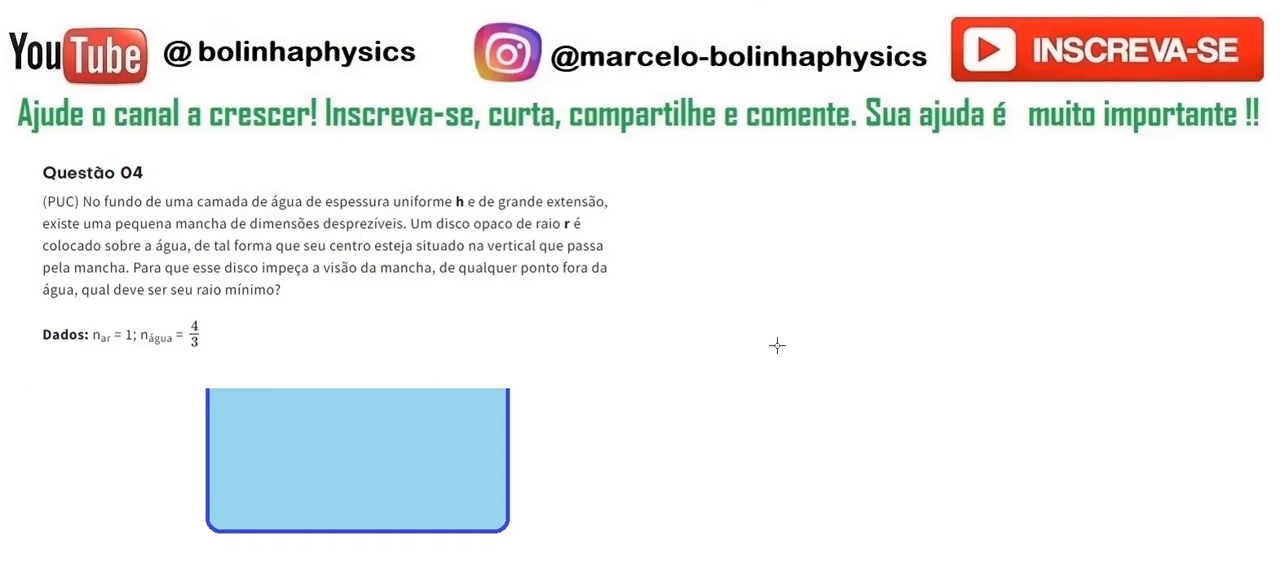 YouTube @bolinhaphysics @marcelo-bolinhaphysics INSCREVA-SE
Ajude o canal a crescer! Inscreva-se, curta, compartilhe e comente. Sua ajuda é muito importante !!
Questão 04
(PUC) No fundo de uma camada de água de espessura uniforme h e de grande extensão,
existe uma pequena mancha de dimensões desprezíveis. Um disco opaco de raio r é
colocado sobre a água, de tal forma que seu centro esteja situado na vertical que passa
pela mancha. Para que esse disco impeça a visão da mancha, de qualquer ponto fora da
água, qual deve ser seu raio mínimo?
Dados: nar = 1; nágua = 4/3